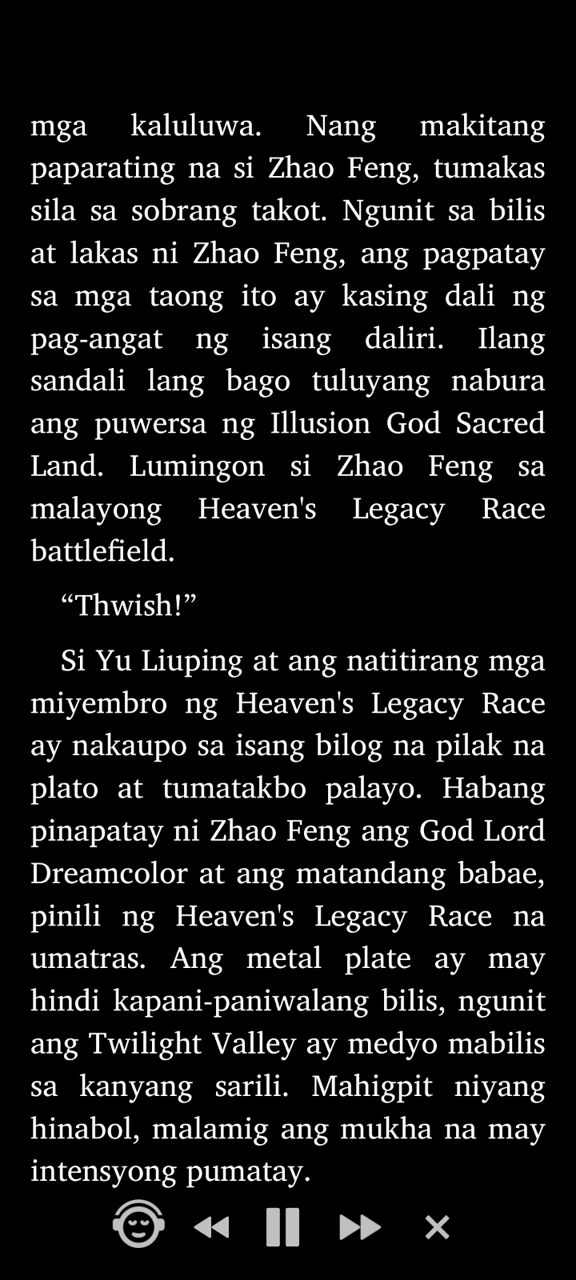 mga kaluluwa. Nang makitang
paparating na si Zhao Feng, tumakas
sila sa sobrang takot. Ngunit sa bilis
at lakas ni Zhao Feng, ang pagpatay
sa mga taong ito ay kasing dali ng
pag-angat ng isang daliri. Ilang
sandali lang bago tuluyang nabura
ang puwersa ng Illusion God Sacred
Land. Lumingon si Zhao Feng sa
malayong Heaven's Legacy Race
battlefield.
“Thwish!”
Si Yu Liuping at ang natitirang mga
miyembro ng Heaven's Legacy Race
ay nakaupo sa isang bilog na pilak na
plato at tumatakbo palayo. Habang
pinapatay ni Zhao Feng ang God Lord
Dreamcolor at ang matandang babae,
pinili ng Heaven's Legacy Race na
umatras. Ang metal plate ay may
hindi kapani-paniwalang bilis, ngunit
ang Twilight Valley ay medyo mabilis
sa kanyang sarili. Mahigpit niyang
hinabol, malamig ang mukha na may
intensyong pumatay.